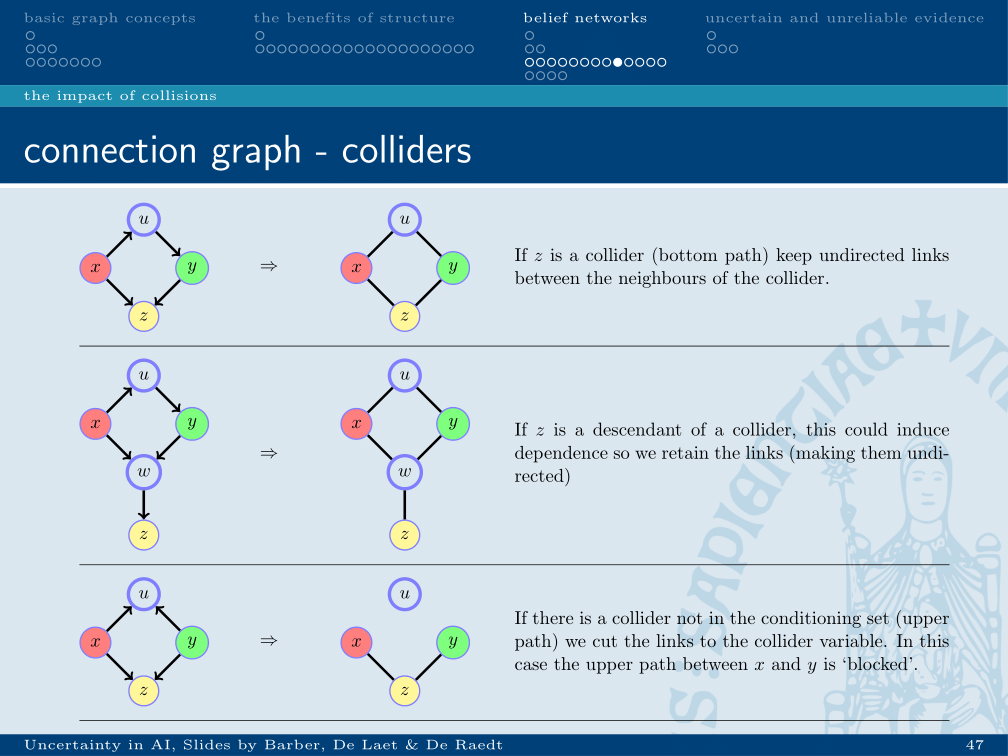 basic graph concepts the benefits of structure belief networks uncertain and unreliable evidence
the impact of collisions
connection graph - colliders
u u
x y ⇒ x y
z z
If z is a collider (bottom path) keep undirected links
between the neighbours of the collider.
u u
x y x y
⇒
w w
z z
If z is a descendant of a collider, this could induce
dependence so we retain the links (making them undi-
rected)
u u
x y ⇒ x y
z z
If there is a collider not in the conditioning set (upper
path) we cut the links to the collider variable. In this
case the upper path between x and y is ‘blocked’.
Uncertainty in AI, Slides by Barber, De Laet & De Raedt 47